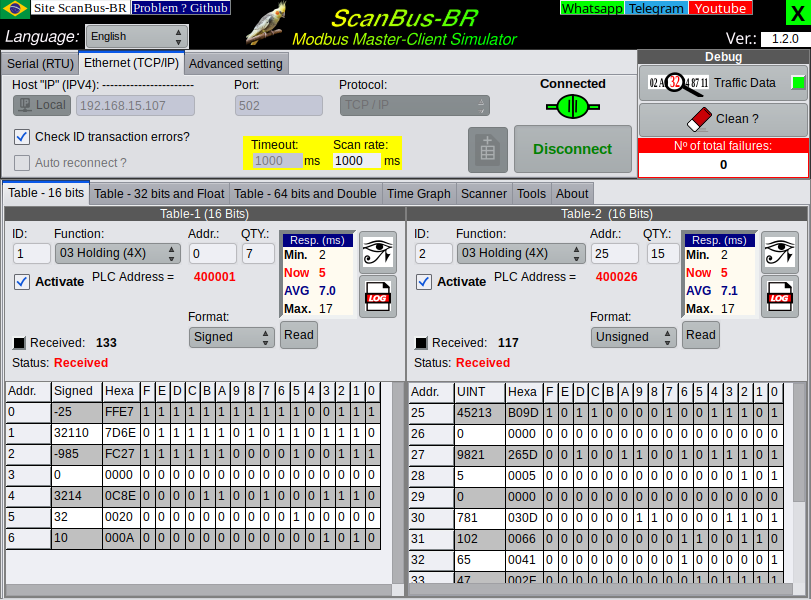 Site ScanBus-BR Problem ? Github
Whatsapp Telegram Youtube
X
ScanBus-BR
Modbus Master-Client Simulator
Language: English
Ver.: 1.2.0
Serial (RTU) Ethernet (TCP/IP) Advanced setting
Debug
Host "IP" (IPV4): ------------------------ Port: Protocol:
Connected
Local 192.168.15.107 502 TCP / IP
Traffic Data
Check ID transaction errors?
Clean ?
Timeout: Scan rate:
1000 ms 1000 ms
Auto reconnect ?
Disconnect
Nº of total failures:
0
Table - 16 bits Table - 32 bits and Float Table - 64 bits and Double Time Graph Scanner Tools About
Table-1 (16 Bits)
ID: Function: Addr.: QTY.:
1 03 Holding (4X) 0 7
Resp. (ms)
Min. 2
Now 5
AVG 7.0
Max. 17
Activate PLC Address = 400001
LOG
Format:
Signed Read
Received: 133
Status: Received
Addr. Signed Hexa F E D C B A 9 8 7 6 5 4 3 2 1 0
0 -25 FFE7 1 1 1 1 1 1 1 1 1 1 1 0 0 1 1 1
1 32110 7D6E 0 1 1 1 1 1 0 1 0 1 1 0 1 1 1 0
2 -985 FC27 1 1 1 1 1 1 0 0 0 0 1 0 0 1 1 1
3 0 0000 0 0 0 0 0 0 0 0 0 0 0 0 0 0 0 0
4 3214 0C8E 0 0 0 0 1 1 0 0 1 0 0 0 1 1 1 0
5 32 0020 0 0 0 0 0 0 0 0 0 0 1 0 0 0 0 0
6 10 000A 0 0 0 0 0 0 0 0 0 0 0 0 1 0 1 0
Table-2 (16 Bits)
ID: Function: Addr.: QTY.:
2 03 Holding (4X) 25 15
Resp. (ms)
Min. 2
Now 5
AVG 7.1
Max. 17
Activate PLC Address = 400026
LOG
Format:
Unsigned Read
Received: 117
Status: Received
Addr. UINT Hexa F E D C B A 9 8 7 6 5 4 3 2 1 0
25 45213 B09D 1 0 1 1 0 0 0 0 1 0 0 1 1 1 0 1
26 0 0000 0 0 0 0 0 0 0 0 0 0 0 0 0 0 0 0
27 9821 265D 0 0 1 0 0 1 1 0 0 1 0 1 1 1 0 1
28 5 0005 0 0 0 0 0 0 0 0 0 0 0 0 0 1 0 1
29 0 0000 0 0 0 0 0 0 0 0 0 0 0 0 0 0 0 0
30 781 030D 0 0 0 0 0 0 1 1 0 0 0 0 1 1 0 1
31 102 0066 0 0 0 0 0 0 0 0 0 1 1 0 0 1 1 0
32 65 0041 0 0 0 0 0 0 0 0 0 1 0 0 0 0 0 1
33 47 002F 0 0 0 0 0 0 0 0 0 0 1 0 1 1 1 1